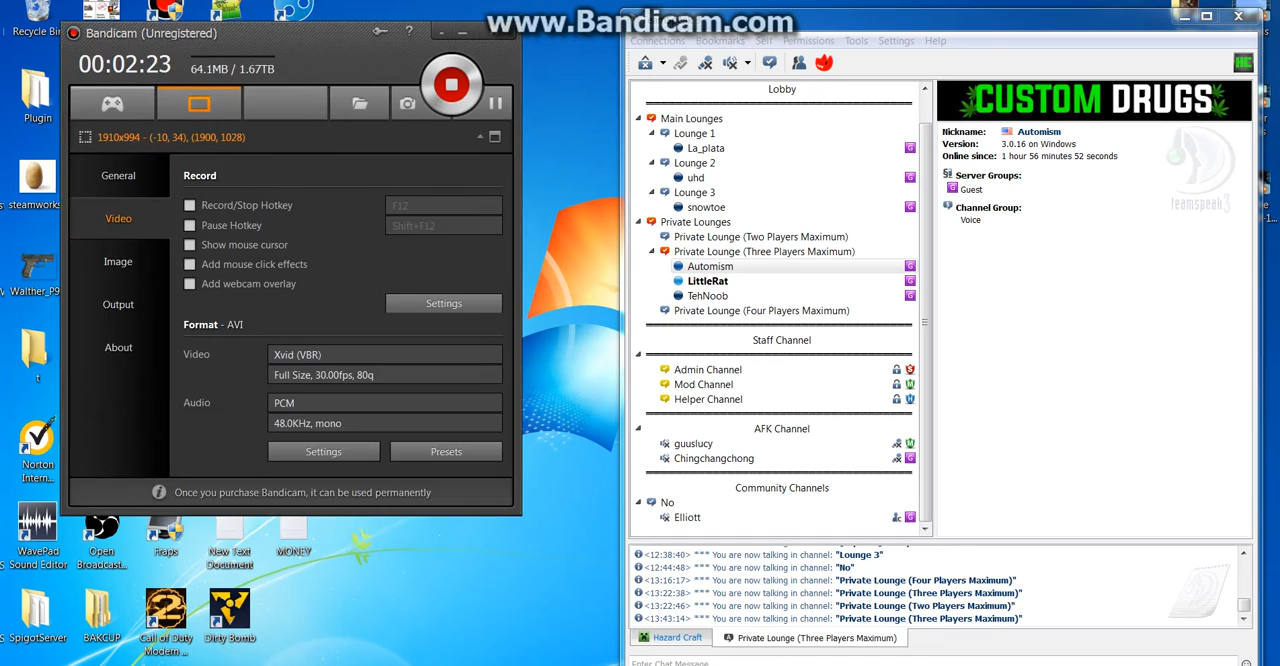 www.Bandicam.com
Recycle Bin
Plugin
steamworks
Walther_P9
t
Norton
Intern...
WavePad
Sound Editor
Open
Broadcast...
Fraps
New Text
Document
MONEY
SpigotServer
BAKCUP
Call of Duty
Modern ...
Dirty Bomb
Bandicam (Unregistered)
00:02:23
64.1MB / 1.67TB
1910x994 - (-10, 34), (1900, 1028)
General
Video
Image
Output
About
Record
Record/Stop Hotkey
F12
Pause Hotkey
Shift+F12
Show mouse cursor
Add mouse click effects
Add webcam overlay
Settings
Format - AVI
Video
Xvid (VBR)
Full Size, 30.00fps, 80q
Audio
PCM
48.0KHz, mono
Settings
Presets
Once you purchase Bandicam, it can be used permanently
Connections Bookmarks Self Permissions Tools Settings Help
Lobby
Main Lounges
Lounge 1
La_plata
Lounge 2
uhd
Lounge 3
snowtoe
Private Lounges
Private Lounge (Two Players Maximum)
Private Lounge (Three Players Maximum)
Automism
LittleRat
TehNoob
Private Lounge (Four Players Maximum)
Staff Channel
Admin Channel
Mod Channel
Helper Channel
AFK Channel
guuslucy
Chingchangchong
Community Channels
No
Elliott
CUSTOM DRUGS
Nickname: Automism
Version: 3.0.16 on Windows
Online since: 1 hour 56 minutes 52 seconds
Server Groups:
Guest
Channel Group:
Voice
teamspeak3
<12:38:40> *** You are now talking in channel: "Lounge 3"
<12:44:48> *** You are now talking in channel: "No"
<13:16:17> *** You are now talking in channel: "Private Lounge (Four Players Maximum)"
<13:22:38> *** You are now talking in channel: "Private Lounge (Three Players Maximum)"
<13:22:46> *** You are now talking in channel: "Private Lounge (Two Players Maximum)"
<13:43:14> *** You are now talking in channel: "Private Lounge (Three Players Maximum)"
Hazard Craft
Private Lounge (Three Players Maximum)
Enter Chat Message...